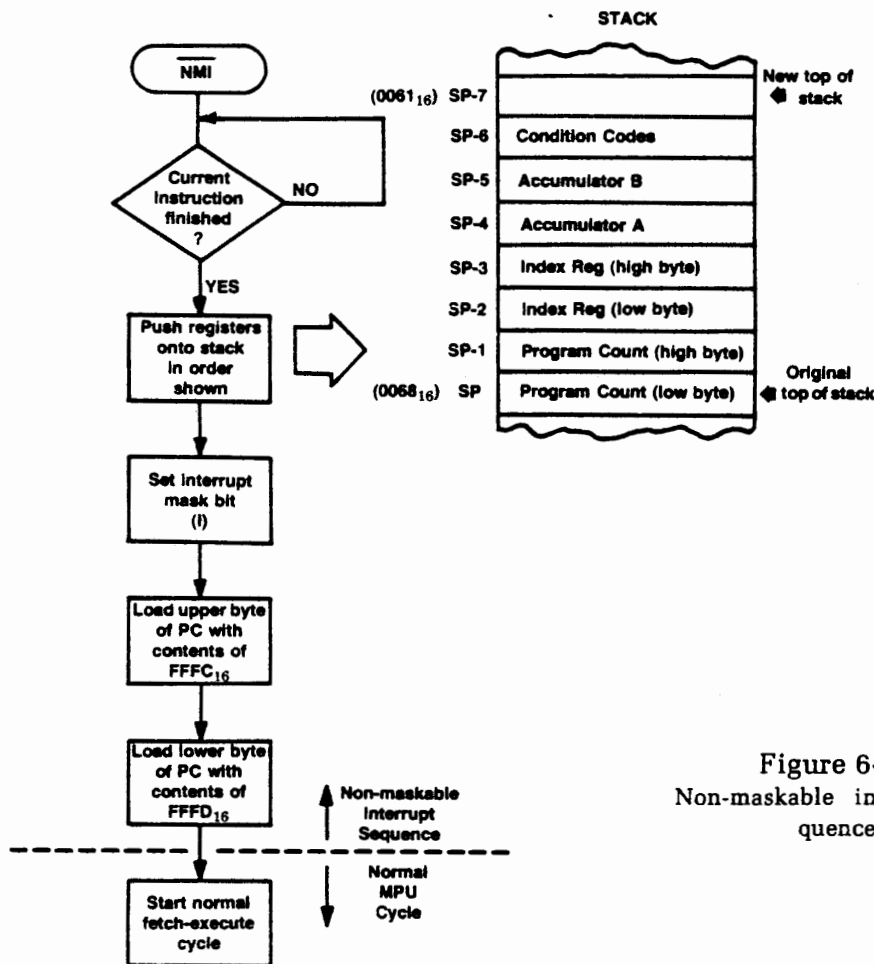 STACK
NMI
Current
Instruction
finished
?
NO
YES
Push registers
onto stack
in order
shown
Set interrupt
mask bit
(I)
Load upper byte
of PC with
contents of
FFFC₁₆
Load lower byte
of PC with
contents of
FFFD₁₆
Non-maskable
Interrupt
Sequence
Normal
MPU
Cycle
Start normal
fetch-execute
cycle
(0061₁₆) SP-7
New top of
stack
SP-6 Condition Codes
SP-5 Accumulator B
SP-4 Accumulator A
SP-3 Index Reg (high byte)
SP-2 Index Reg (low byte)
SP-1 Program Count (high byte)
(0068₁₆) SP Program Count (low byte)
Original
top of stack
Figure 6-
Non-maskable in
quence